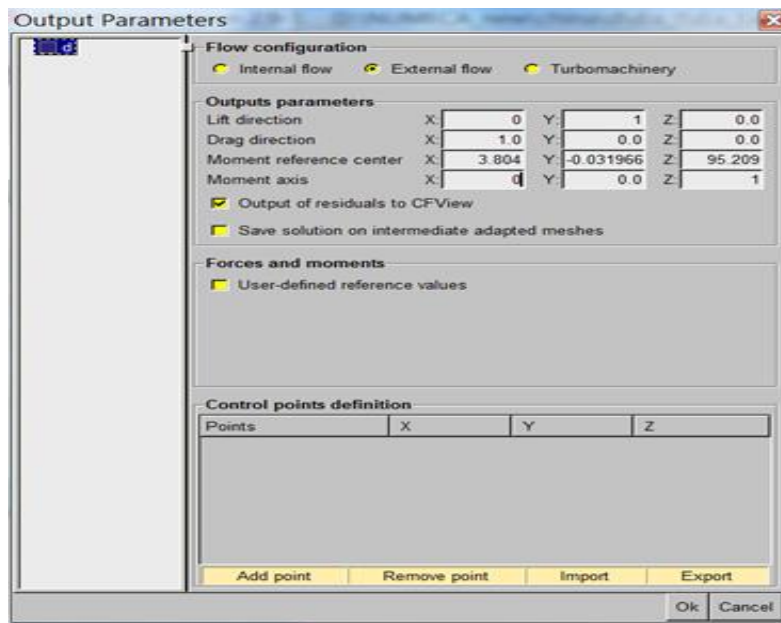 Output Parameters
d
Flow configuration
Internal flow External flow Turbomachinery
Outputs parameters
Lift direction X: 0 Y: 1 Z: 0.0
Drag direction X: 1.0 Y: 0.0 Z: 0.0
Moment reference center X: 3.804 Y: -0.031966 Z: 95.209
Moment axis X: 0 Y: 0.0 Z: 1
Output of residuals to CFView
Save solution on intermediate adapted meshes
Forces and moments
User-defined reference values
Control points definition
Points X Y Z
Add point Remove point Import Export
Ok Cancel